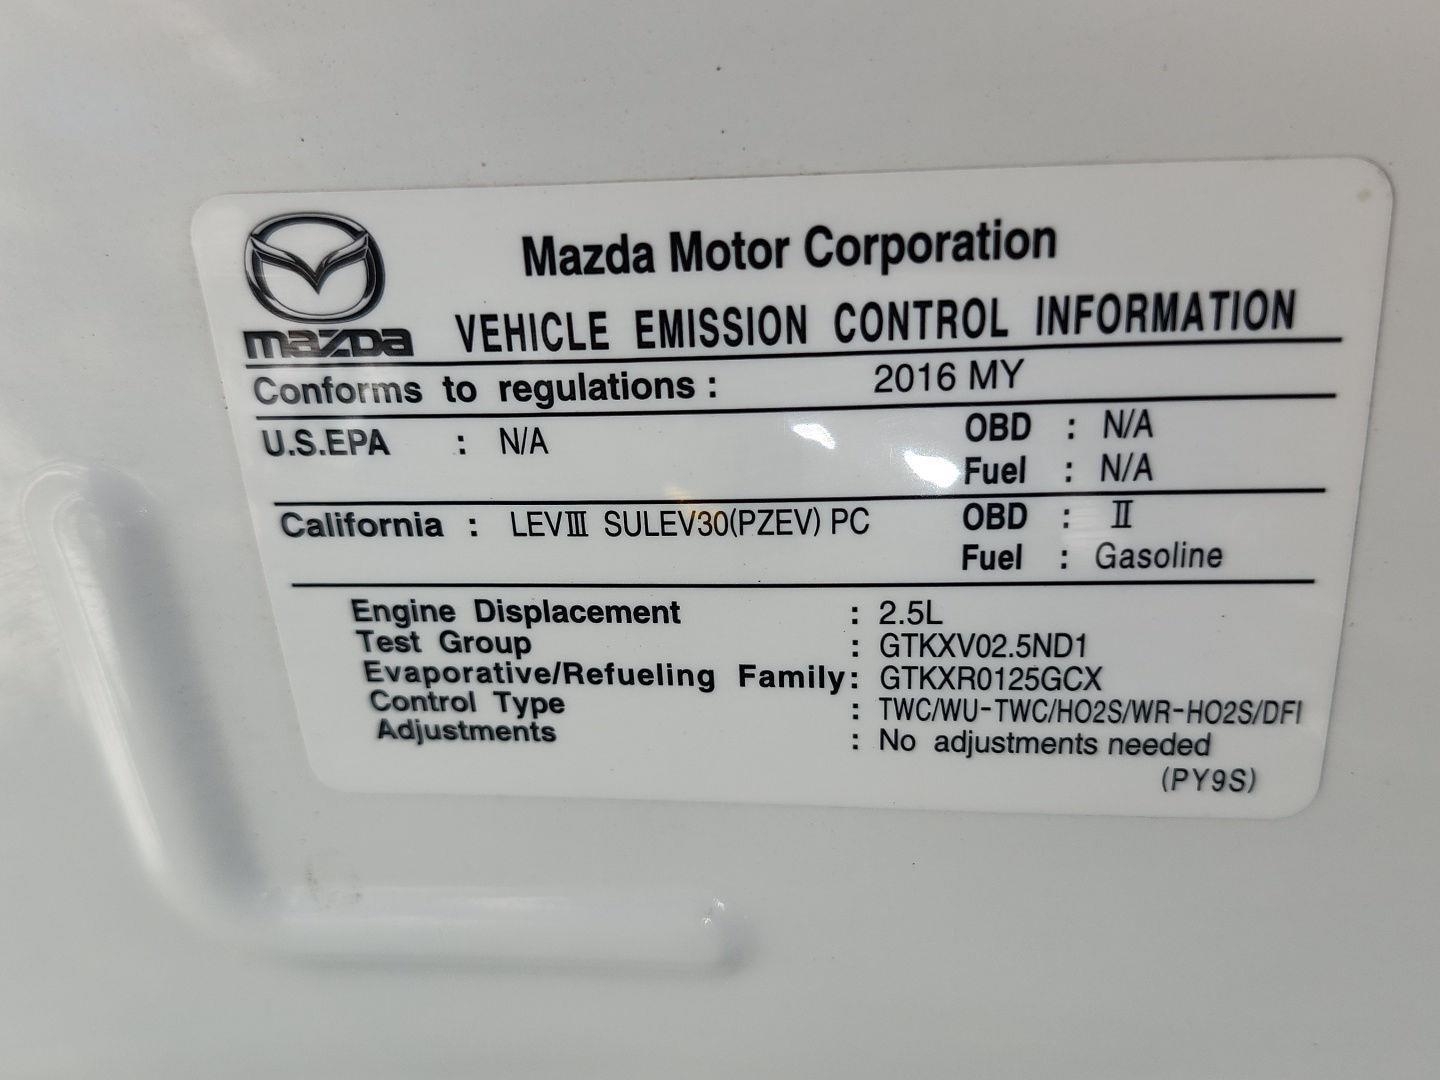 Mazda Motor Corporation
mazda
VEHICLE EMISSION CONTROL INFORMATION
Conforms to regulations : 2016 MY
U.S.EPA : N/A OBD : N/A
Fuel : N/A
California : LEVⅢ SULEV30(PZEV) PC OBD : Ⅱ
Fuel : Gasoline
Engine Displacement : 2.5L
Test Group : GTKXV02.5ND1
Evaporative/Refueling Family : GTKXR0125GCX
Control Type : TWC/WU-TWC/HO2S/WR-HO2S/DFI
Adjustments : No adjustments needed
(PY9S)